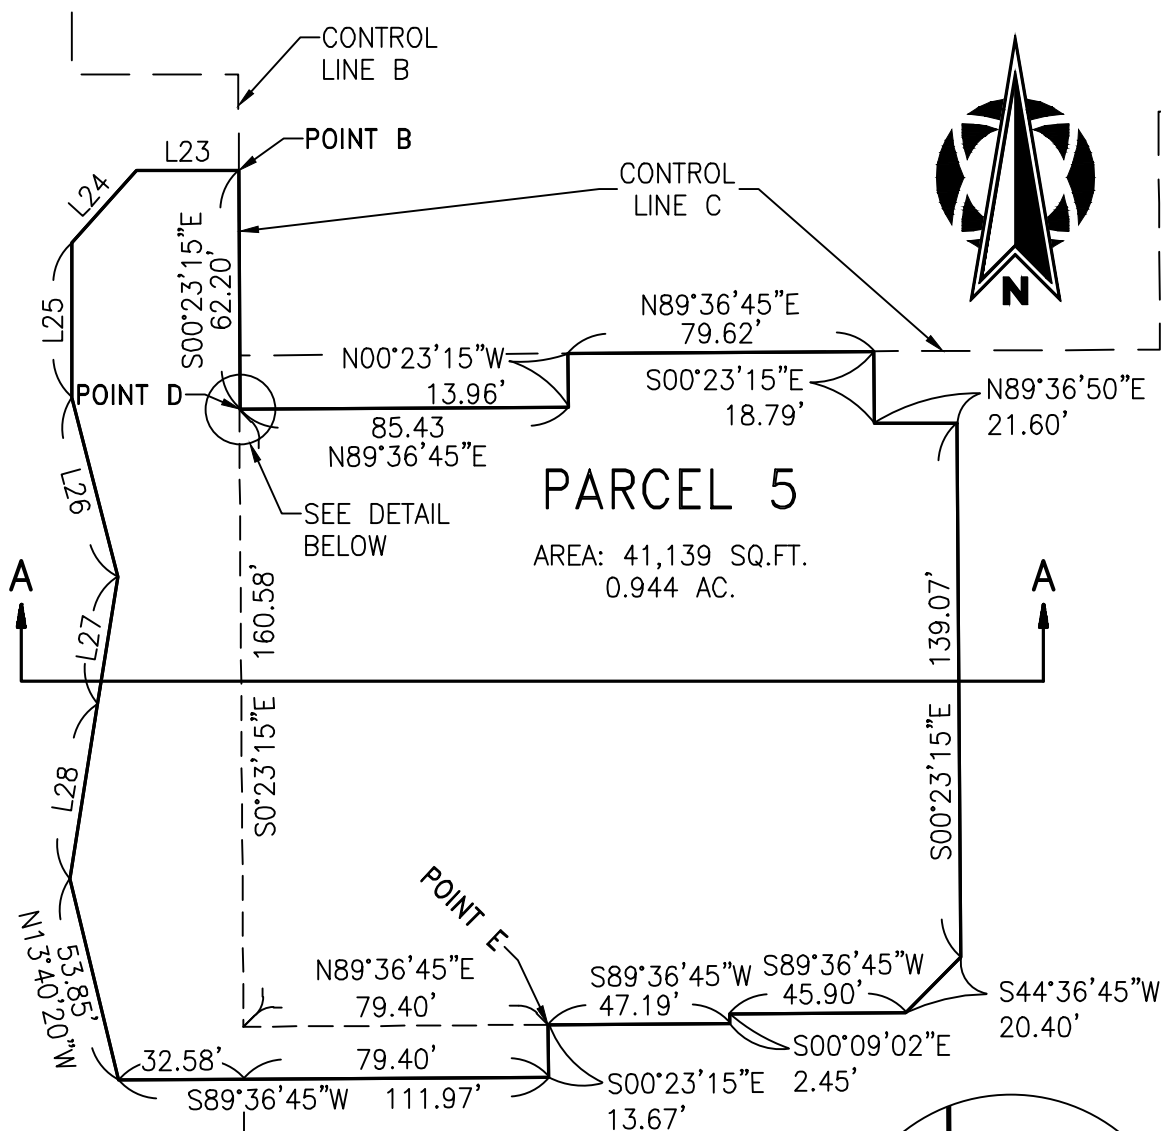 CONTROL
LINE B
POINT B
L23
L24
CONTROL
LINE C
N
S00°23'15"E
62.20'
L25
N89°36'45"E
79.62'
N00°23'15"W
13.96'
S00°23'15"E
18.79'
N89°36'50"E
21.60'
POINT D
85.43
N89°36'45"E
L26
SEE DETAIL
BELOW
PARCEL 5
AREA: 41,139 SQ.FT.
0.944 AC.
A
A
160.58'
S0°23'15"E
139.07'
S00°23'15"E
L27
L28
POINT E
N13°40'20"W
53.85'
N89°36'45"E
79.40'
S89°36'45"W
47.19'
S89°36'45"W
45.90'
S44°36'45"W
20.40'
S00°09'02"E
2.45'
32.58'
79.40'
S89°36'45"W 111.97'
S00°23'15"E
13.67'